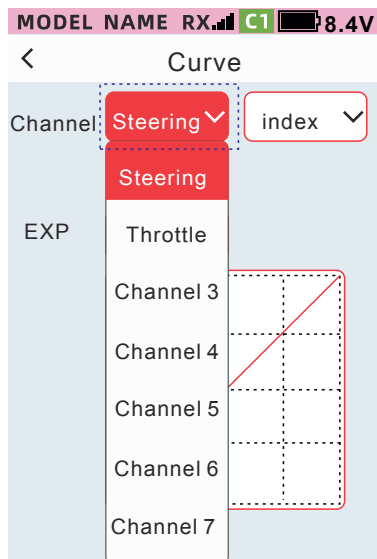 MODEL NAME RX C1 8.4V
Curve
Channel Steering index
Steering
EXP Throttle
Channel 3
Channel 4
Channel 5
Channel 6
Channel 7